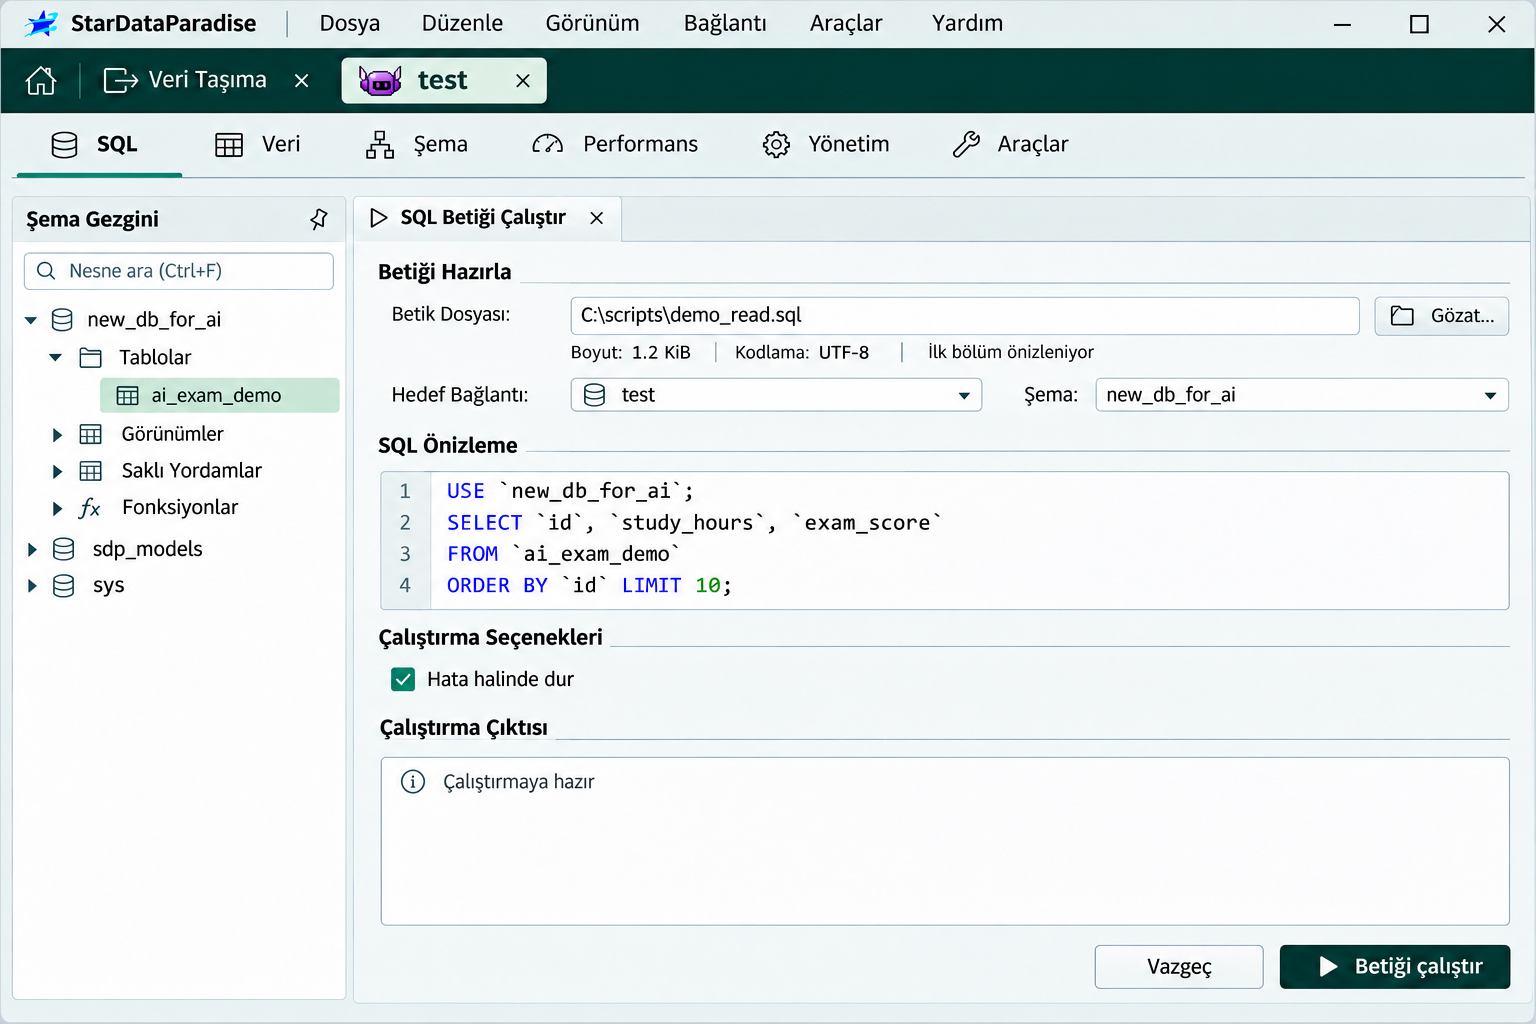 StarDataParadise Dosya Düzenle Görünüm Bağlantı Araçlar Yardım
Veri Taşıma test
SQL Veri Şema Performans Yönetim Araçlar
Şema Gezgini
Nesne ara (Ctrl+F)
new_db_for_ai
Tablolar
ai_exam_demo
Görünümler
Saklı Yordamlar
fx Fonksiyonlar
sdp_models
sys
SQL Betiği Çalıştır
Betiği Hazırla
Betik Dosyası: C:\scripts\demo_read.sql Gözat...
Boyut: 1.2 KiB | Kodlama: UTF-8 | İlk bölüm önizleniyor
Hedef Bağlantı: test Şema: new_db_for_ai
SQL Önizleme
1 USE `new_db_for_ai`;
2 SELECT `id`, `study_hours`, `exam_score`
3 FROM `ai_exam_demo`
4 ORDER BY `id` LIMIT 10;
Çalıştırma Seçenekleri
Hata halinde dur
Çalıştırma Çıktısı
Çalıştırmaya hazır
Vazgeç Betiği çalıştır